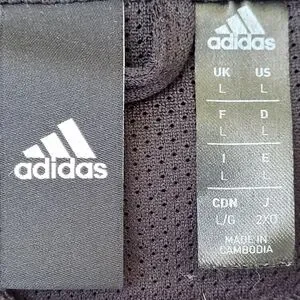 adidas
adidas
UK US
L L
F D
L L
I E
L L
CDN J
L/G 2XO
MADE IN
CAMBODIA